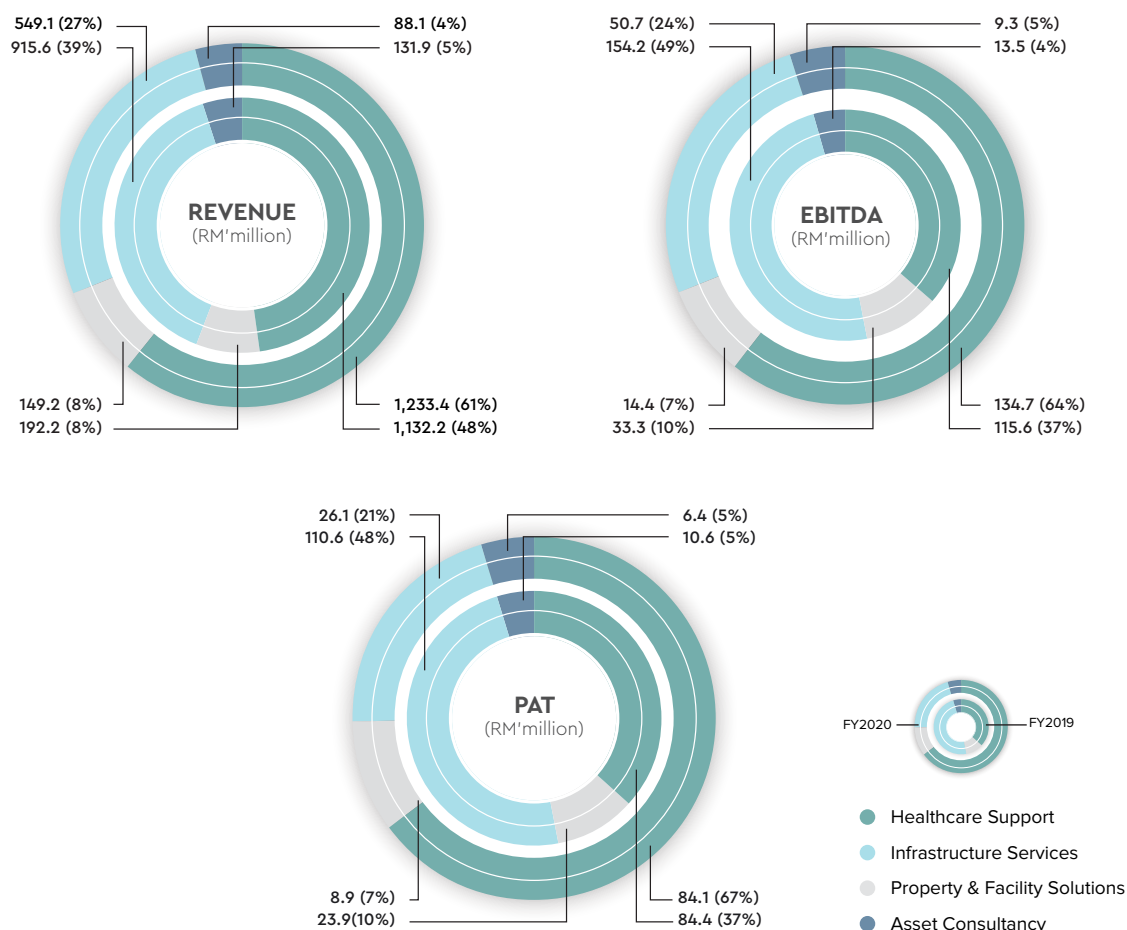 549.1 (27%)
915.6 (39%)
88.1 (4%)
131.9 (5%)
REVENUE
(RM'million)
149.2 (8%)
192.2 (8%)
1,233.4 (61%)
1,132.2 (48%)
50.7 (24%)
154.2 (49%)
9.3 (5%)
13.5 (4%)
EBITDA
(RM'million)
14.4 (7%)
33.3 (10%)
134.7 (64%)
115.6 (37%)
26.1 (21%)
110.6 (48%)
6.4 (5%)
10.6 (5%)
PAT
(RM'million)
8.9 (7%)
23.9(10%)
84.1 (67%)
84.4 (37%)
FY2020
FY2019
Healthcare Support
Infrastructure Services
Property & Facility Solutions
Asset Consultancy